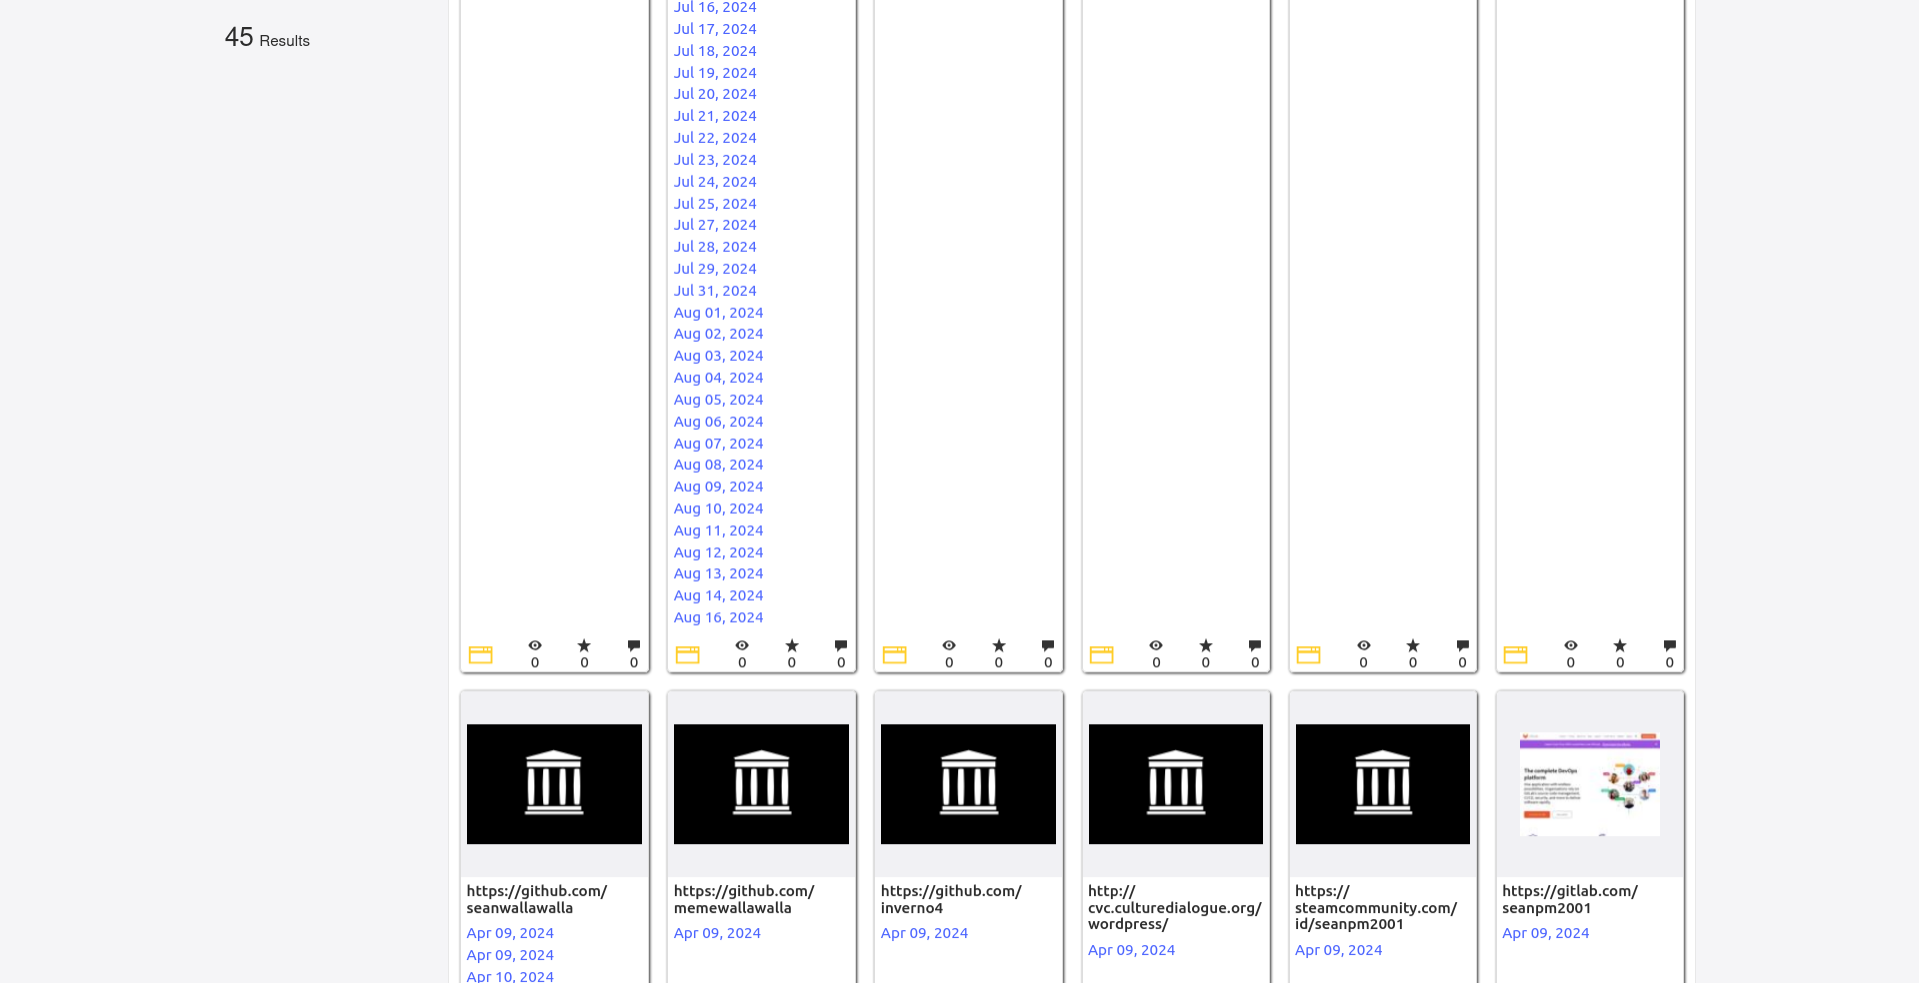 45 Results
Jul 16, 2024
Jul 17, 2024
Jul 18, 2024
Jul 19, 2024
Jul 20, 2024
Jul 21, 2024
Jul 22, 2024
Jul 23, 2024
Jul 24, 2024
Jul 25, 2024
Jul 27, 2024
Jul 28, 2024
Jul 29, 2024
Jul 31, 2024
Aug 01, 2024
Aug 02, 2024
Aug 03, 2024
Aug 04, 2024
Aug 05, 2024
Aug 06, 2024
Aug 07, 2024
Aug 08, 2024
Aug 09, 2024
Aug 10, 2024
Aug 11, 2024
Aug 12, 2024
Aug 13, 2024
Aug 14, 2024
Aug 16, 2024
0 0 0
0 0 0
0 0 0
0 0 0
0 0 0
0 0 0
https://github.com/
seanwallawalla
Apr 09, 2024
Apr 09, 2024
Apr 10, 2024
https://github.com/
memewallawalla
Apr 09, 2024
https://github.com/
inverno4
Apr 09, 2024
http://
cvc.culturedialogue.org/
wordpress/
Apr 09, 2024
https://
steamcommunity.com/
id/seanpm2001
Apr 09, 2024
The complete DevOps
platform
https://gitlab.com/
seanpm2001
Apr 09, 2024